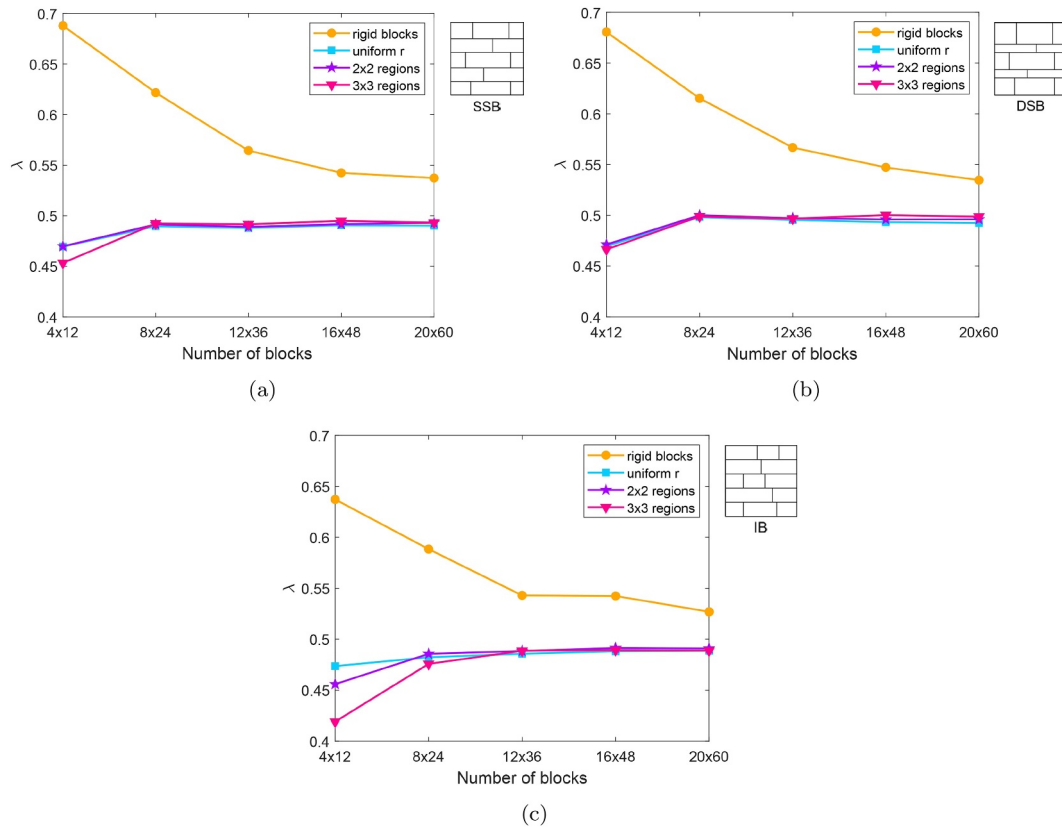 0.7
0.65
0.6
0.55
0.5
0.45
0.4
λ
4x12 8x24 12x36 16x48 20x60
Number of blocks
rigid blocks
uniform r
2x2 regions
3x3 regions
SSB
(a)
0.7
0.65
0.6
0.55
0.5
0.45
0.4
λ
4x12 8x24 12x36 16x48 20x60
Number of blocks
rigid blocks
uniform r
2x2 regions
3x3 regions
DSB
(b)
0.7
0.65
0.6
0.55
0.5
0.45
0.4
λ
4x12 8x24 12x36 16x48 20x60
Number of blocks
rigid blocks
uniform r
2x2 regions
3x3 regions
IB
(c)